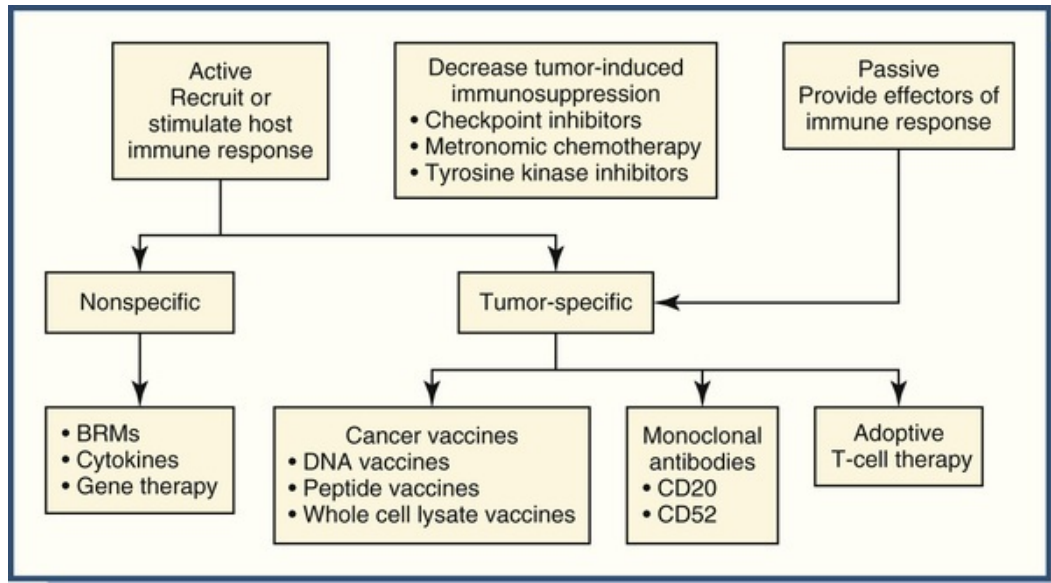 Active
Recruit or
stimulate host
immune response
Decrease tumor-induced
immunosuppression
• Checkpoint inhibitors
• Metronomic chemotherapy
• Tyrosine kinase inhibitors
Passive
Provide effectors of
immune response
Nonspecific
Tumor-specific
• BRMs
• Cytokines
• Gene therapy
Cancer vaccines
• DNA vaccines
• Peptide vaccines
• Whole cell lysate vaccines
Monoclonal
antibodies
• CD20
• CD52
Adoptive
T-cell therapy